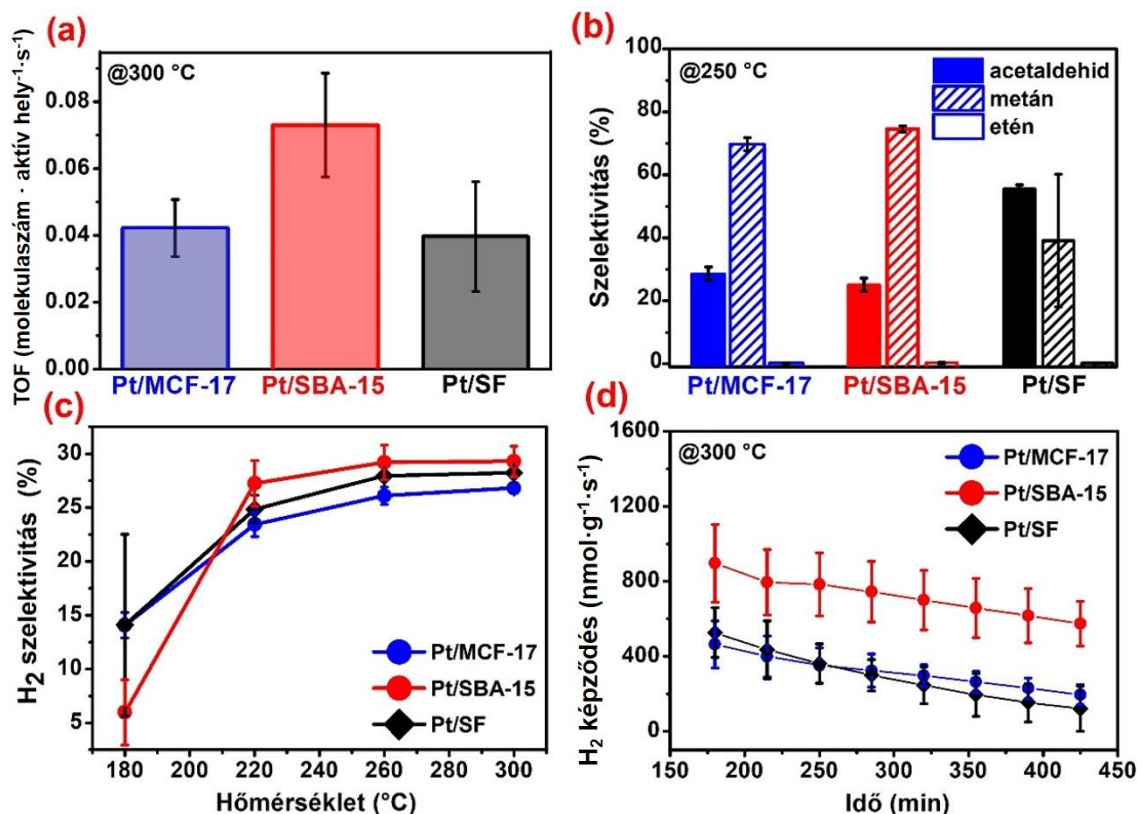 (a)
@300 °C
TOF (molekulaszám · aktív hely⁻¹·s⁻¹)
0.08
0.06
0.04
0.02
0.00
Pt/MCF-17 Pt/SBA-15 Pt/SF
(b)
@250 °C
acetaldehid
metán
etén
Szelektivitás (%)
100
80
60
40
20
0
Pt/MCF-17 Pt/SBA-15 Pt/SF
(c)
H₂ szelektivitás (%)
30
25
20
15
10
5
Pt/MCF-17
Pt/SBA-15
Pt/SF
180 200 220 240 260 280 300
Hőmérséklet (°C)
(d)
@300 °C
Pt/MCF-17
Pt/SBA-15
Pt/SF
H₂ képződés (nmol·g⁻¹·s⁻¹)
1600
1200
800
400
0
150 200 250 300 350 400 450
Idő (min)